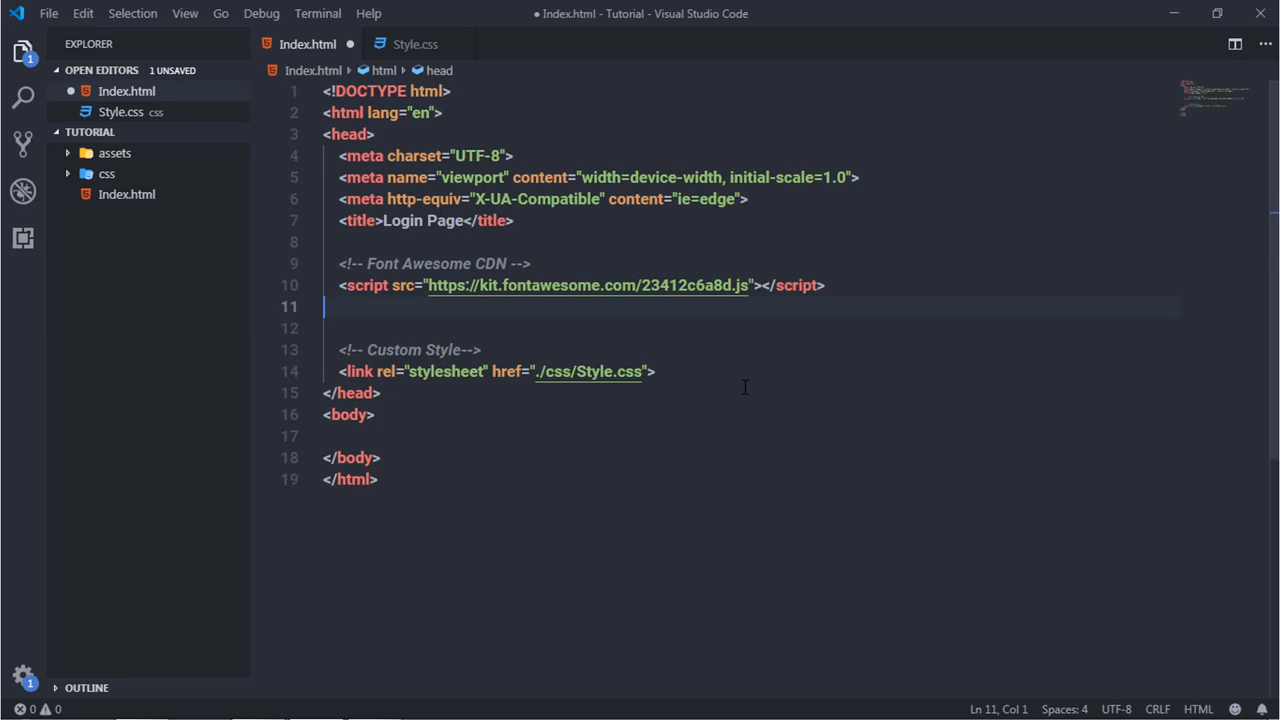 File Edit Selection View Go Debug Terminal Help
● Index.html - Tutorial - Visual Studio Code
EXPLORER
OPEN EDITORS 1 UNSAVED
Index.html
Style.css css
TUTORIAL
assets
css
Index.html
OUTLINE
1
1
Index.html ●
Style.css
Index.html › html › head
1 <!DOCTYPE html>
2 <html lang="en">
3 <head>
4 <meta charset="UTF-8">
5 <meta name="viewport" content="width=device-width, initial-scale=1.0">
6 <meta http-equiv="X-UA-Compatible" content="ie=edge">
7 <title>Login Page</title>
8
9 <!-- Font Awesome CDN -->
10 <script src="https://kit.fontawesome.com/23412c6a8d.js"></script>
11
12
13 <!-- Custom Style-->
14 <link rel="stylesheet" href="./css/Style.css">
15 </head>
16 <body>
17
18 </body>
19 </html>
0 0
Ln 11, Col 1 Spaces: 4 UTF-8 CRLF HTML